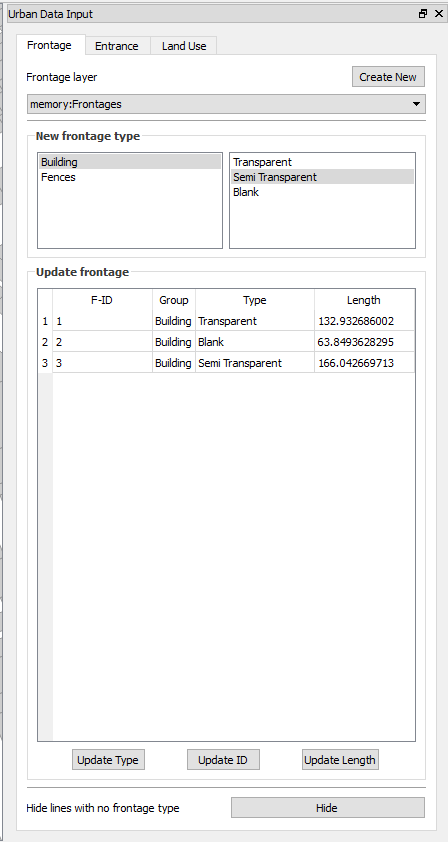 Urban Data Input
Frontage Entrance Land Use
Frontage layer Create New
memory:Frontages
New frontage type
Building Transparent
Fences Semi Transparent
Blank
Update frontage
F-ID Group Type Length
1 1 Building Transparent 132.932686002
2 2 Building Blank 63.8493628295
3 3 Building Semi Transparent 166.042669713
Update Type Update ID Update Length
Hide lines with no frontage type Hide